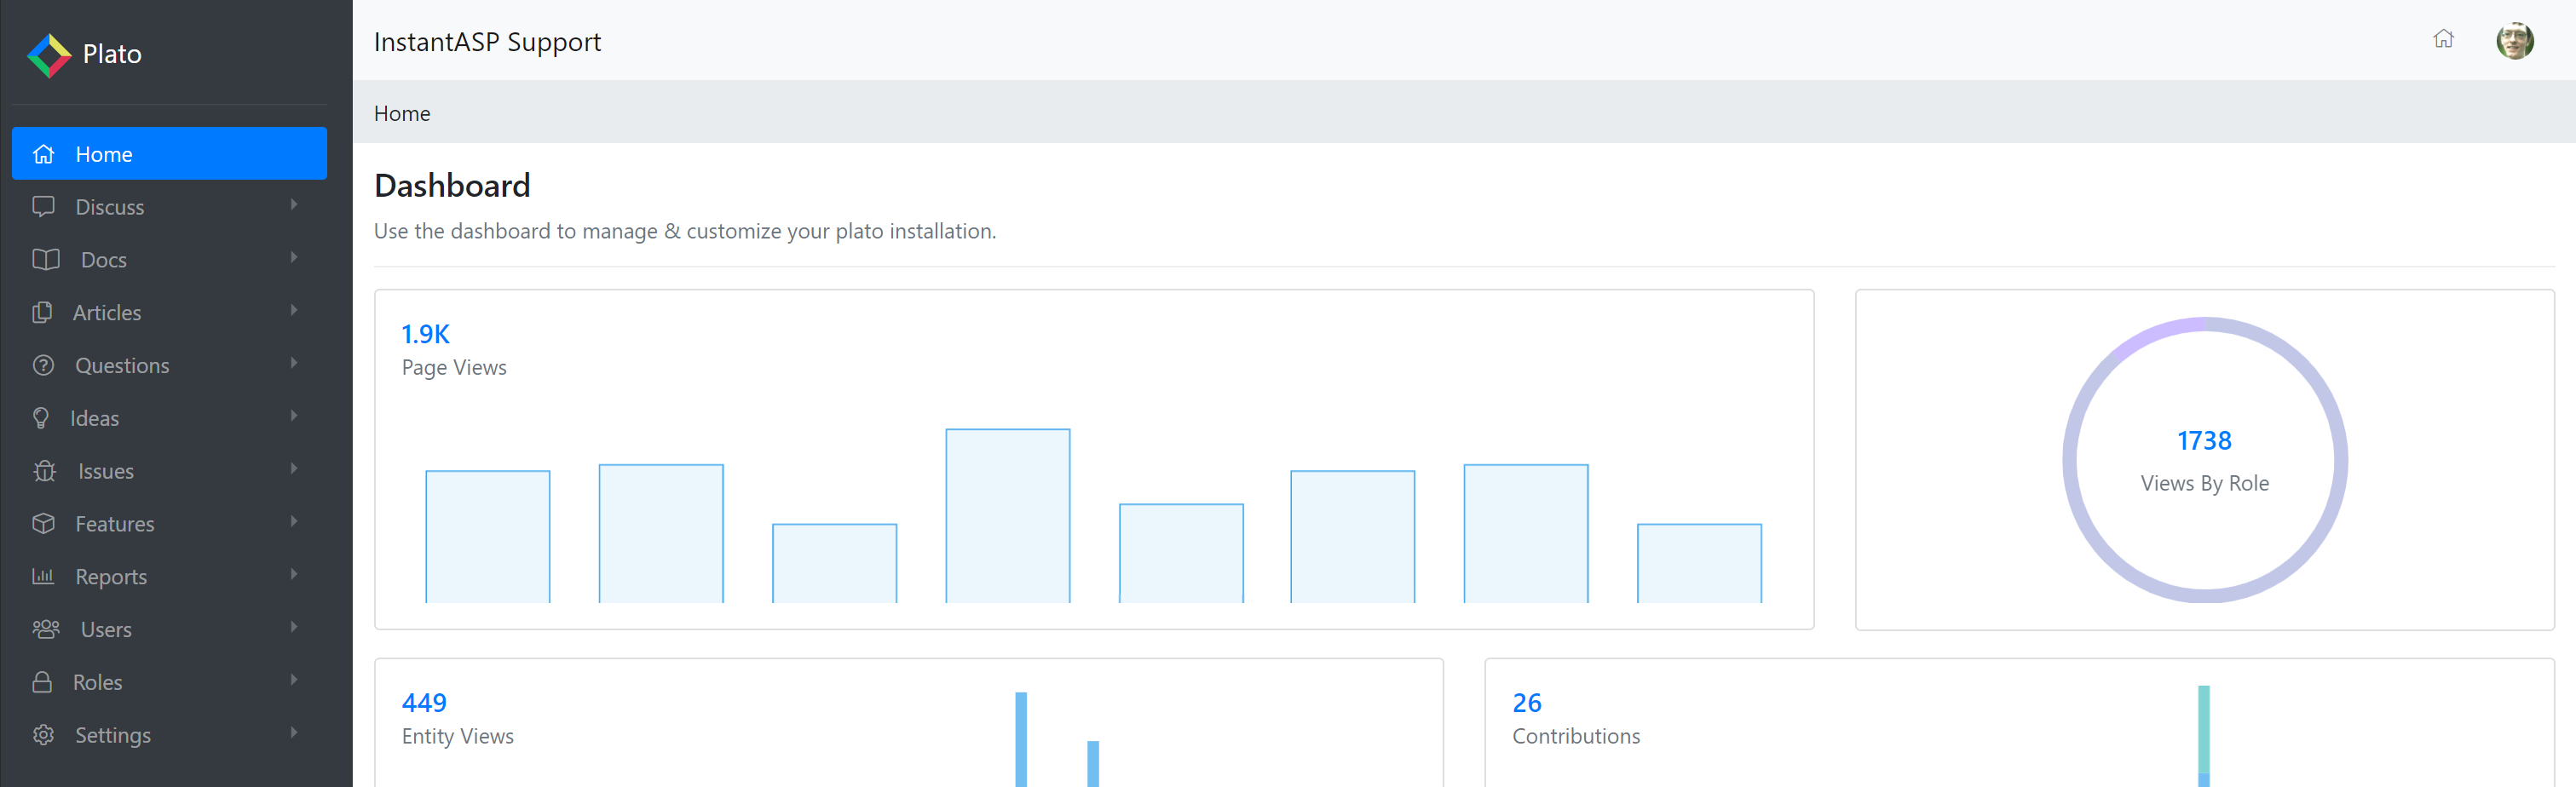 Plato
Home
Discuss
Docs
Articles
Questions
Ideas
Issues
Features
Reports
Users
Roles
Settings
InstantASP Support
Home
Dashboard
Use the dashboard to manage & customize your plato installation.
1.9K
Page Views
1738
Views By Role
449
Entity Views
26
Contributions